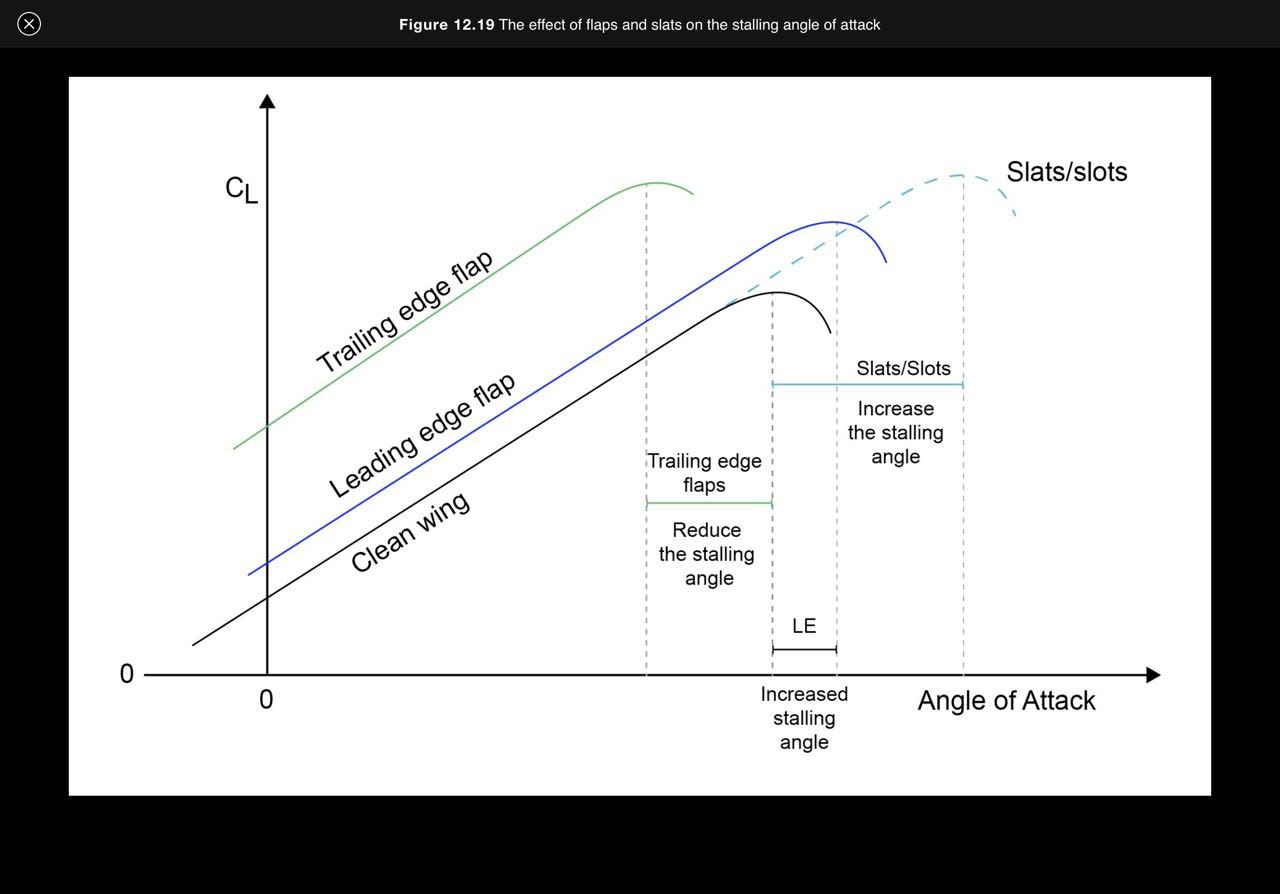 Figure 12.19 The effect of flaps and slats on the stalling angle of attack
CL
Slats/slots
Trailing edge flap
Leading edge flap
Clean wing
Slats/Slots
Increase
the stalling
angle
Trailing edge
flaps
Reduce
the stalling
angle
LE
0
0
Increased
stalling
angle
Angle of Attack